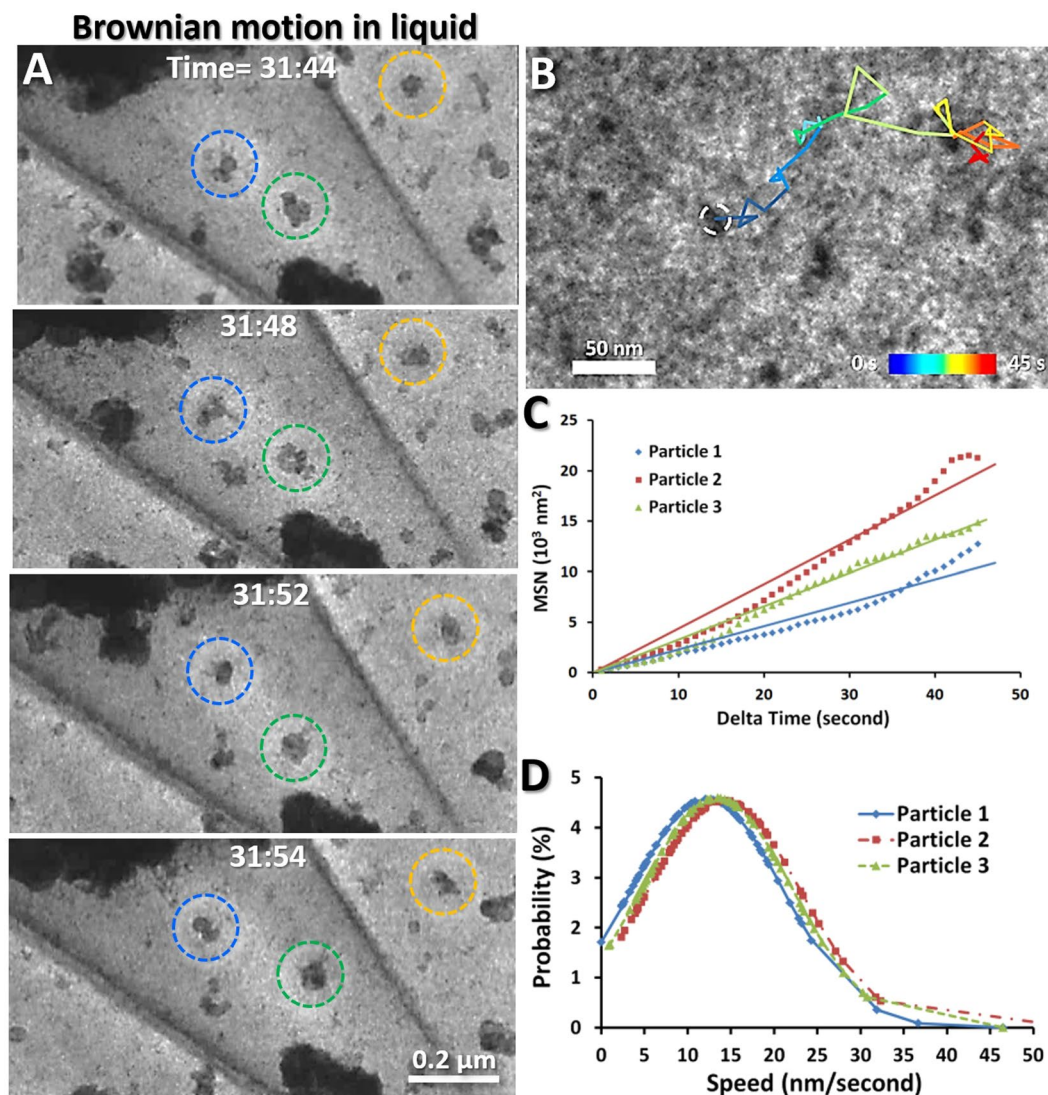 Brownian motion in liquid
A
Time= 31:44
31:48
31:52
31:54
0.2 μm
B
50 nm
0 s
45 s
C
25
20
15
10
5
0
MSN (10³ nm²)
Particle 1
Particle 2
Particle 3
0
10
20
30
40
50
Delta Time (second)
D
5
4
3
2
1
0
Probability (%)
Particle 1
Particle 2
Particle 3
0
5
10
15
20
25
30
35
40
45
50
Speed (nm/second)